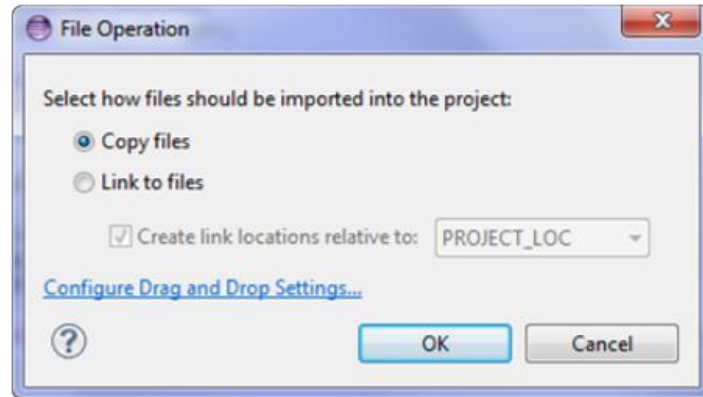 File Operation
Select how files should be imported into the project:
Copy files
Link to files
Create link locations relative to: PROJECT_LOC
Configure Drag and Drop Settings...
? OK Cancel